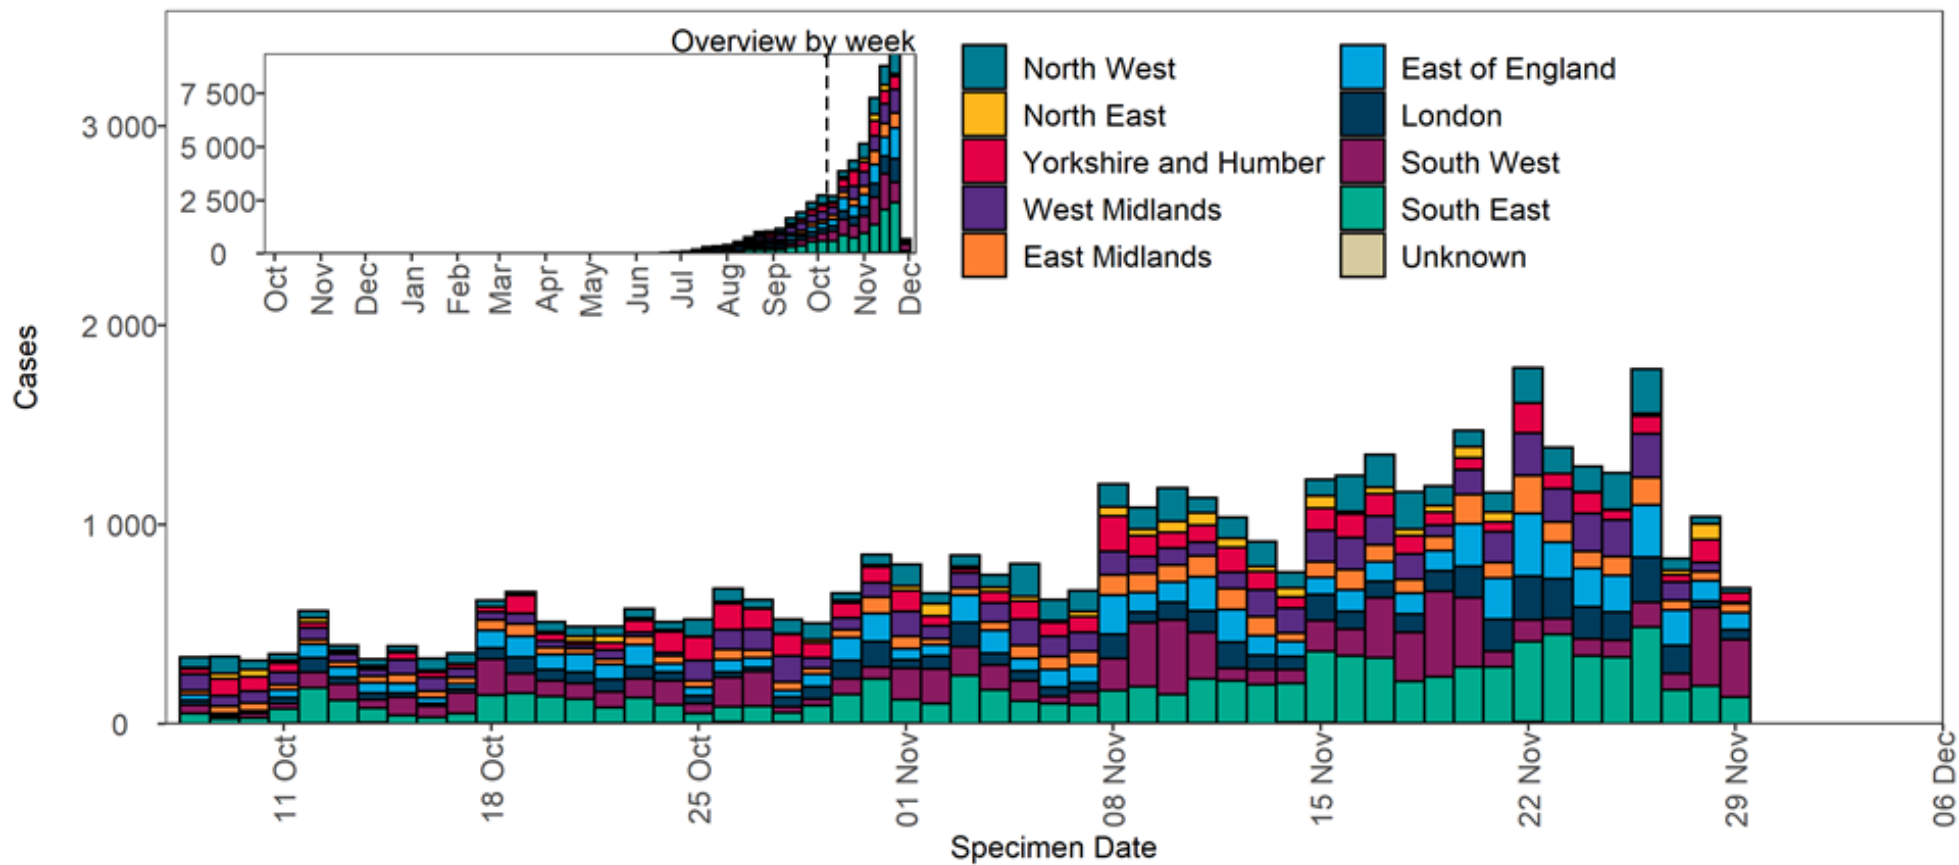 Overview by week
7 500
5 000
2 500
0
Oct
Nov
Dec
Jan
Feb
Mar
Apr
May
Jun
Jul
Aug
Sep
Oct
Nov
Dec
North West
North East
Yorkshire and Humber
West Midlands
East Midlands
East of England
London
South West
South East
Unknown
Cases
3 000
2 000
1 000
0
11 Oct
18 Oct
25 Oct
01 Nov
08 Nov
15 Nov
22 Nov
29 Nov
06 Dec
Specimen Date